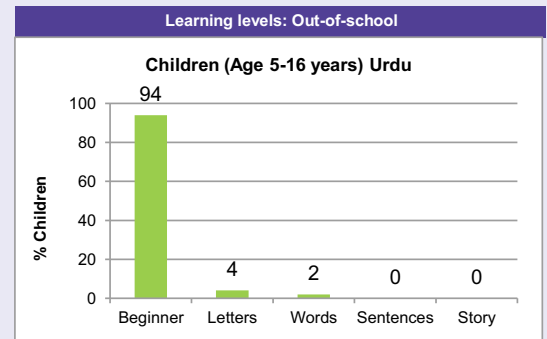 Learning levels: Out-of-school
Children (Age 5-16 years) Urdu
% Children
100
80
60
40
20
0
94
4
2
0
0
Beginner Letters Words Sentences Story